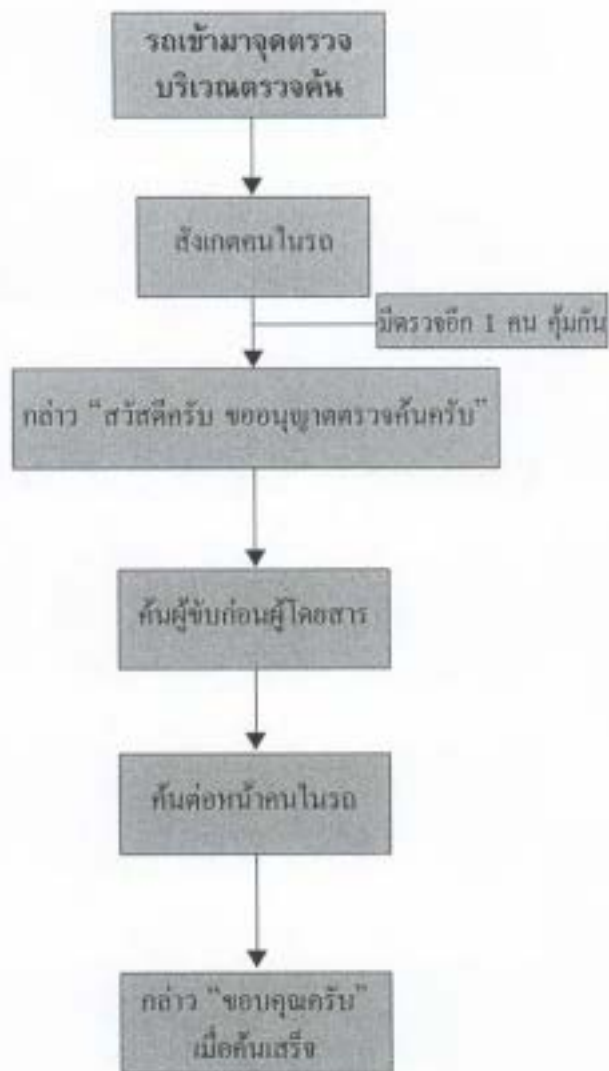 รถเข้ามาจุดตรวจ
บริเวณตรวจค้น
สังเกตคนในรถ
มีตรวจอีก 1 คน คุ้มกัน
กล่าว “สวัสดีครับ ขออนุญาตตรวจค้นครับ”
ค้นผู้ขับก่อนผู้โดยสาร
ค้นต่อหน้าคนในรถ
กล่าว “ขอบคุณครับ”
เมื่อค้นเสร็จ